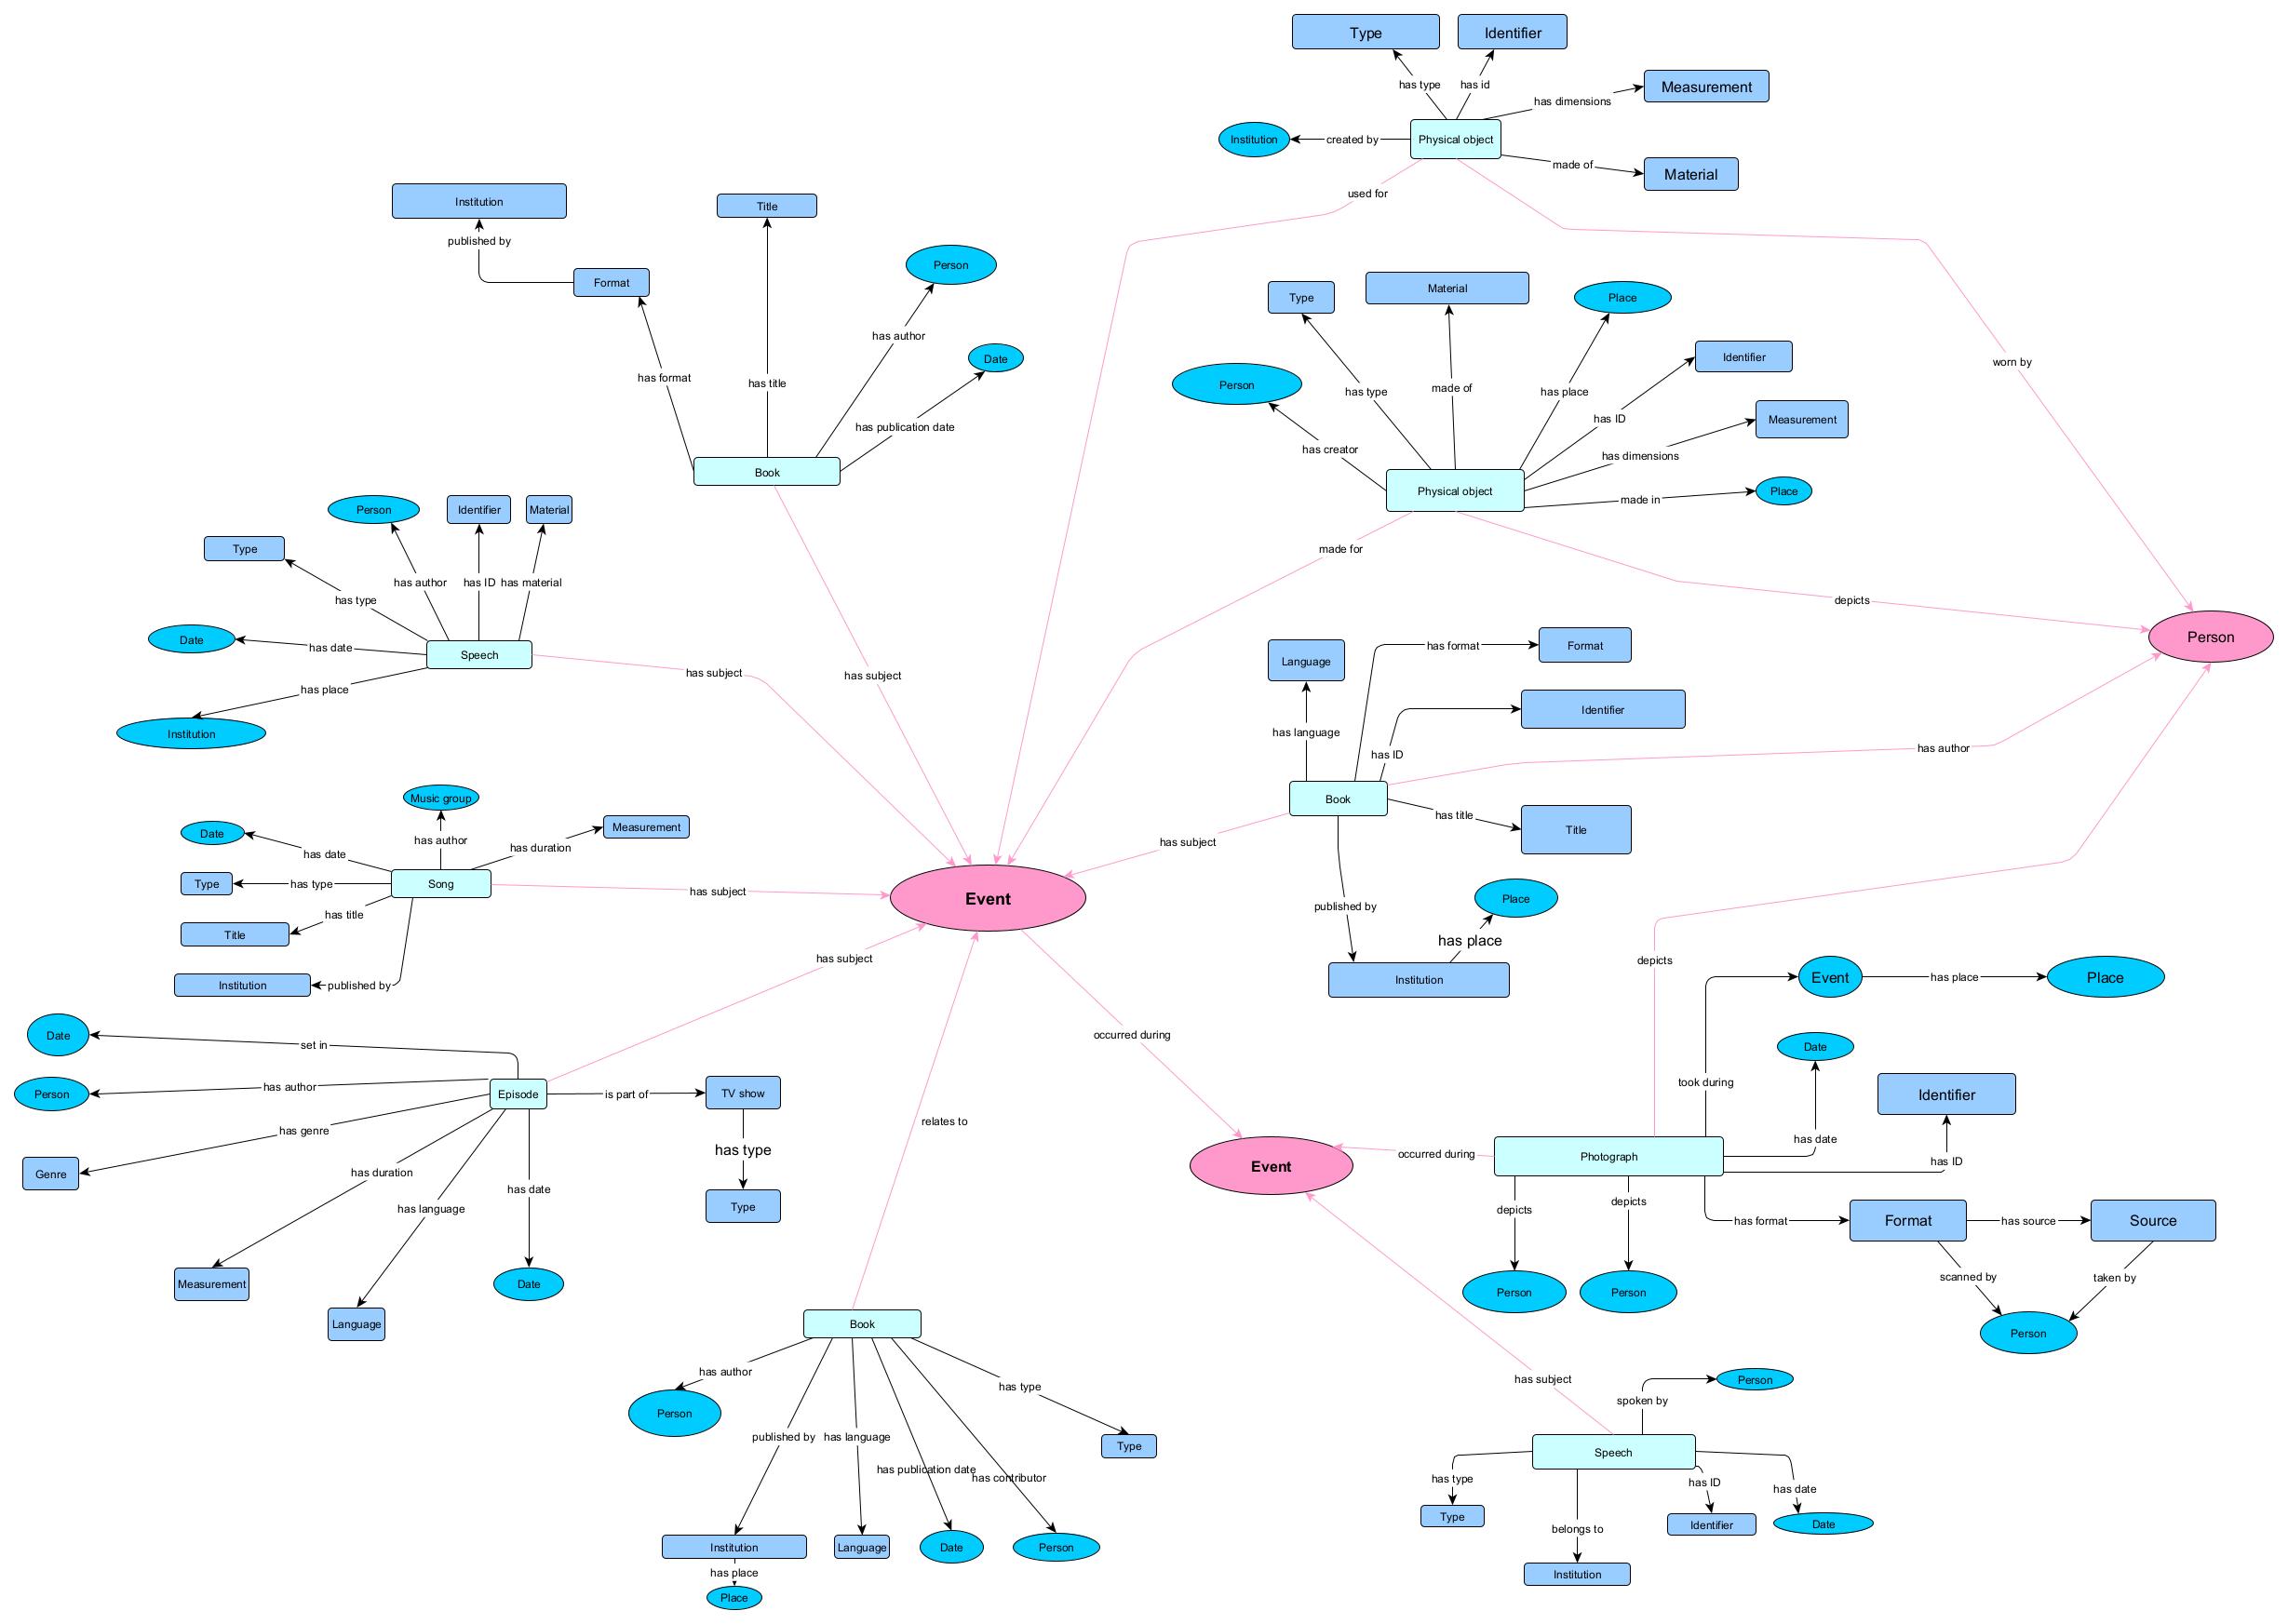 Type
Identifier
has type
has id
Measurement
has dimensions
Institution
created by
Physical object
made of
Material
used for
Institution
Title
published by
Format
Person
has author
Date
has format
has title
has publication date
Book
has subject
Type
Material
Place
Identifier
worn by
Person
has type
made of
has place
has ID
Measurement
has creator
has dimensions
Physical object
made in
Place
made for
depicts
Person
Person
Identifier
Material
Type
has author
has ID
has material
has type
Date
has date
Speech
has place
Institution
has subject
Language
has format
Format
Identifier
has language
has ID
has author
Book
has title
Title
has subject
published by
Place
has place
Institution
Music group
Date
has author
Measurement
has date
has duration
Type
has type
Song
has subject
has title
Title
Institution
published by
Event
has subject
occurred during
relates to
Date
set in
Person
has author
Episode
is part of
TV show
has genre
Genre
has duration
has language
has date
has type
Type
Measurement
Language
Date
depicts
Event
has place
Place
Date
took during
Identifier
has date
has ID
Event
occurred during
Photograph
depicts
depicts
has format
Format
has source
Source
Person
Person
scanned by
taken by
Person
Book
has author
has type
Person
published by
has language
has publication date
has contributor
Type
Institution
Language
Date
Person
has place
Place
has subject
Person
spoken by
Speech
has type
has ID
has date
Type
belongs to
Identifier
Date
Institution